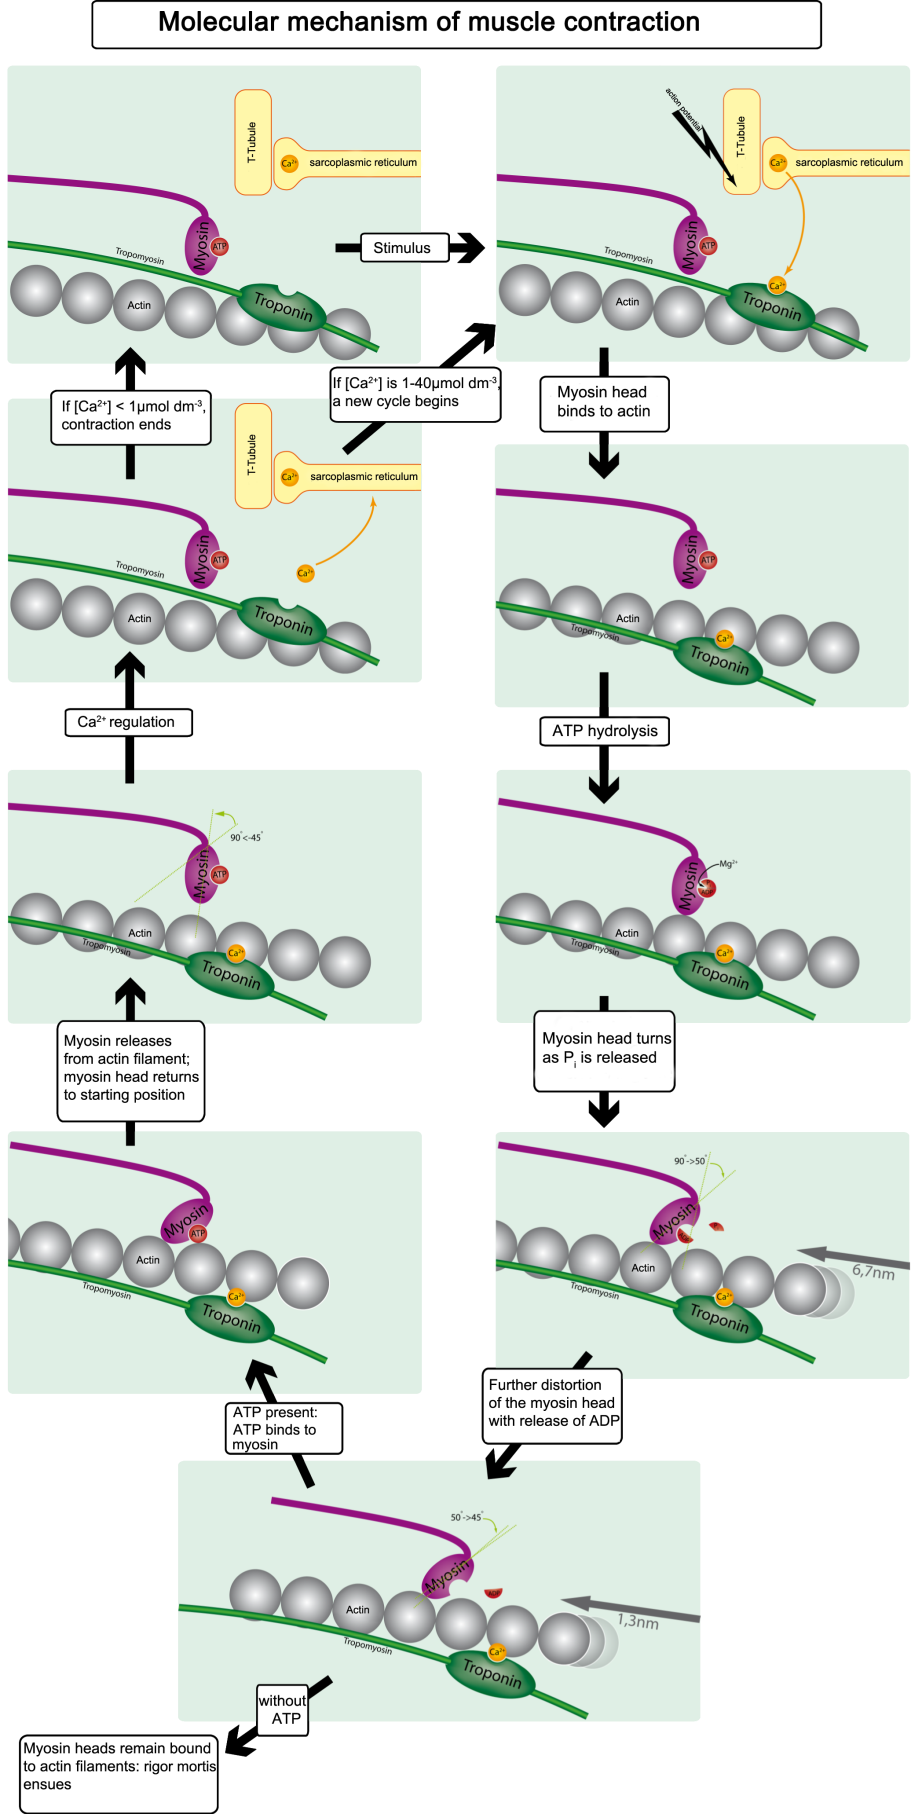 Molecular mechanism of muscle contraction
T-Tubule
Ca²⁺
sarcoplasmic reticulum
Myosin
ATP
Tropomyosin
Actin
Troponin
Stimulus
action potential
T-Tubule
Ca²⁺
sarcoplasmic reticulum
Myosin
ATP
Tropomyosin
Actin
Ca²⁺
Troponin
If [Ca²⁺] < 1µmol dm⁻³,
contraction ends
If [Ca²⁺] is 1-40µmol dm⁻³,
a new cycle begins
Myosin head
binds to actin
T-Tubule
Ca²⁺
sarcoplasmic reticulum
Myosin
ATP
Ca²⁺
Tropomyosin
Actin
Troponin
Myosin
ATP
Actin
Tropomyosin
Ca²⁺
Troponin
Ca²⁺ regulation
ATP hydrolysis
90°<-45°
Myosin
ATP
Actin
Tropomyosin
Ca²⁺
Troponin
Mg²⁺
Myosin
ADP
Actin
Tropomyosin
Ca²⁺
Troponin
Myosin releases
from actin filament;
myosin head returns
to starting position
Myosin head turns
as Pᵢ is released
Myosin
ATP
Actin
Tropomyosin
Ca²⁺
Troponin
90°->50°
Myosin
ADP
Actin
6,7nm
Tropomyosin
Ca²⁺
Troponin
Further distortion
of the myosin head
with release of ADP
ATP present:
ATP binds to
myosin
50°->45°
Myosin
ADP
Actin
1,3nm
Tropomyosin
Ca²⁺
Troponin
without
ATP
Myosin heads remain bound
to actin filaments: rigor mortis
ensues